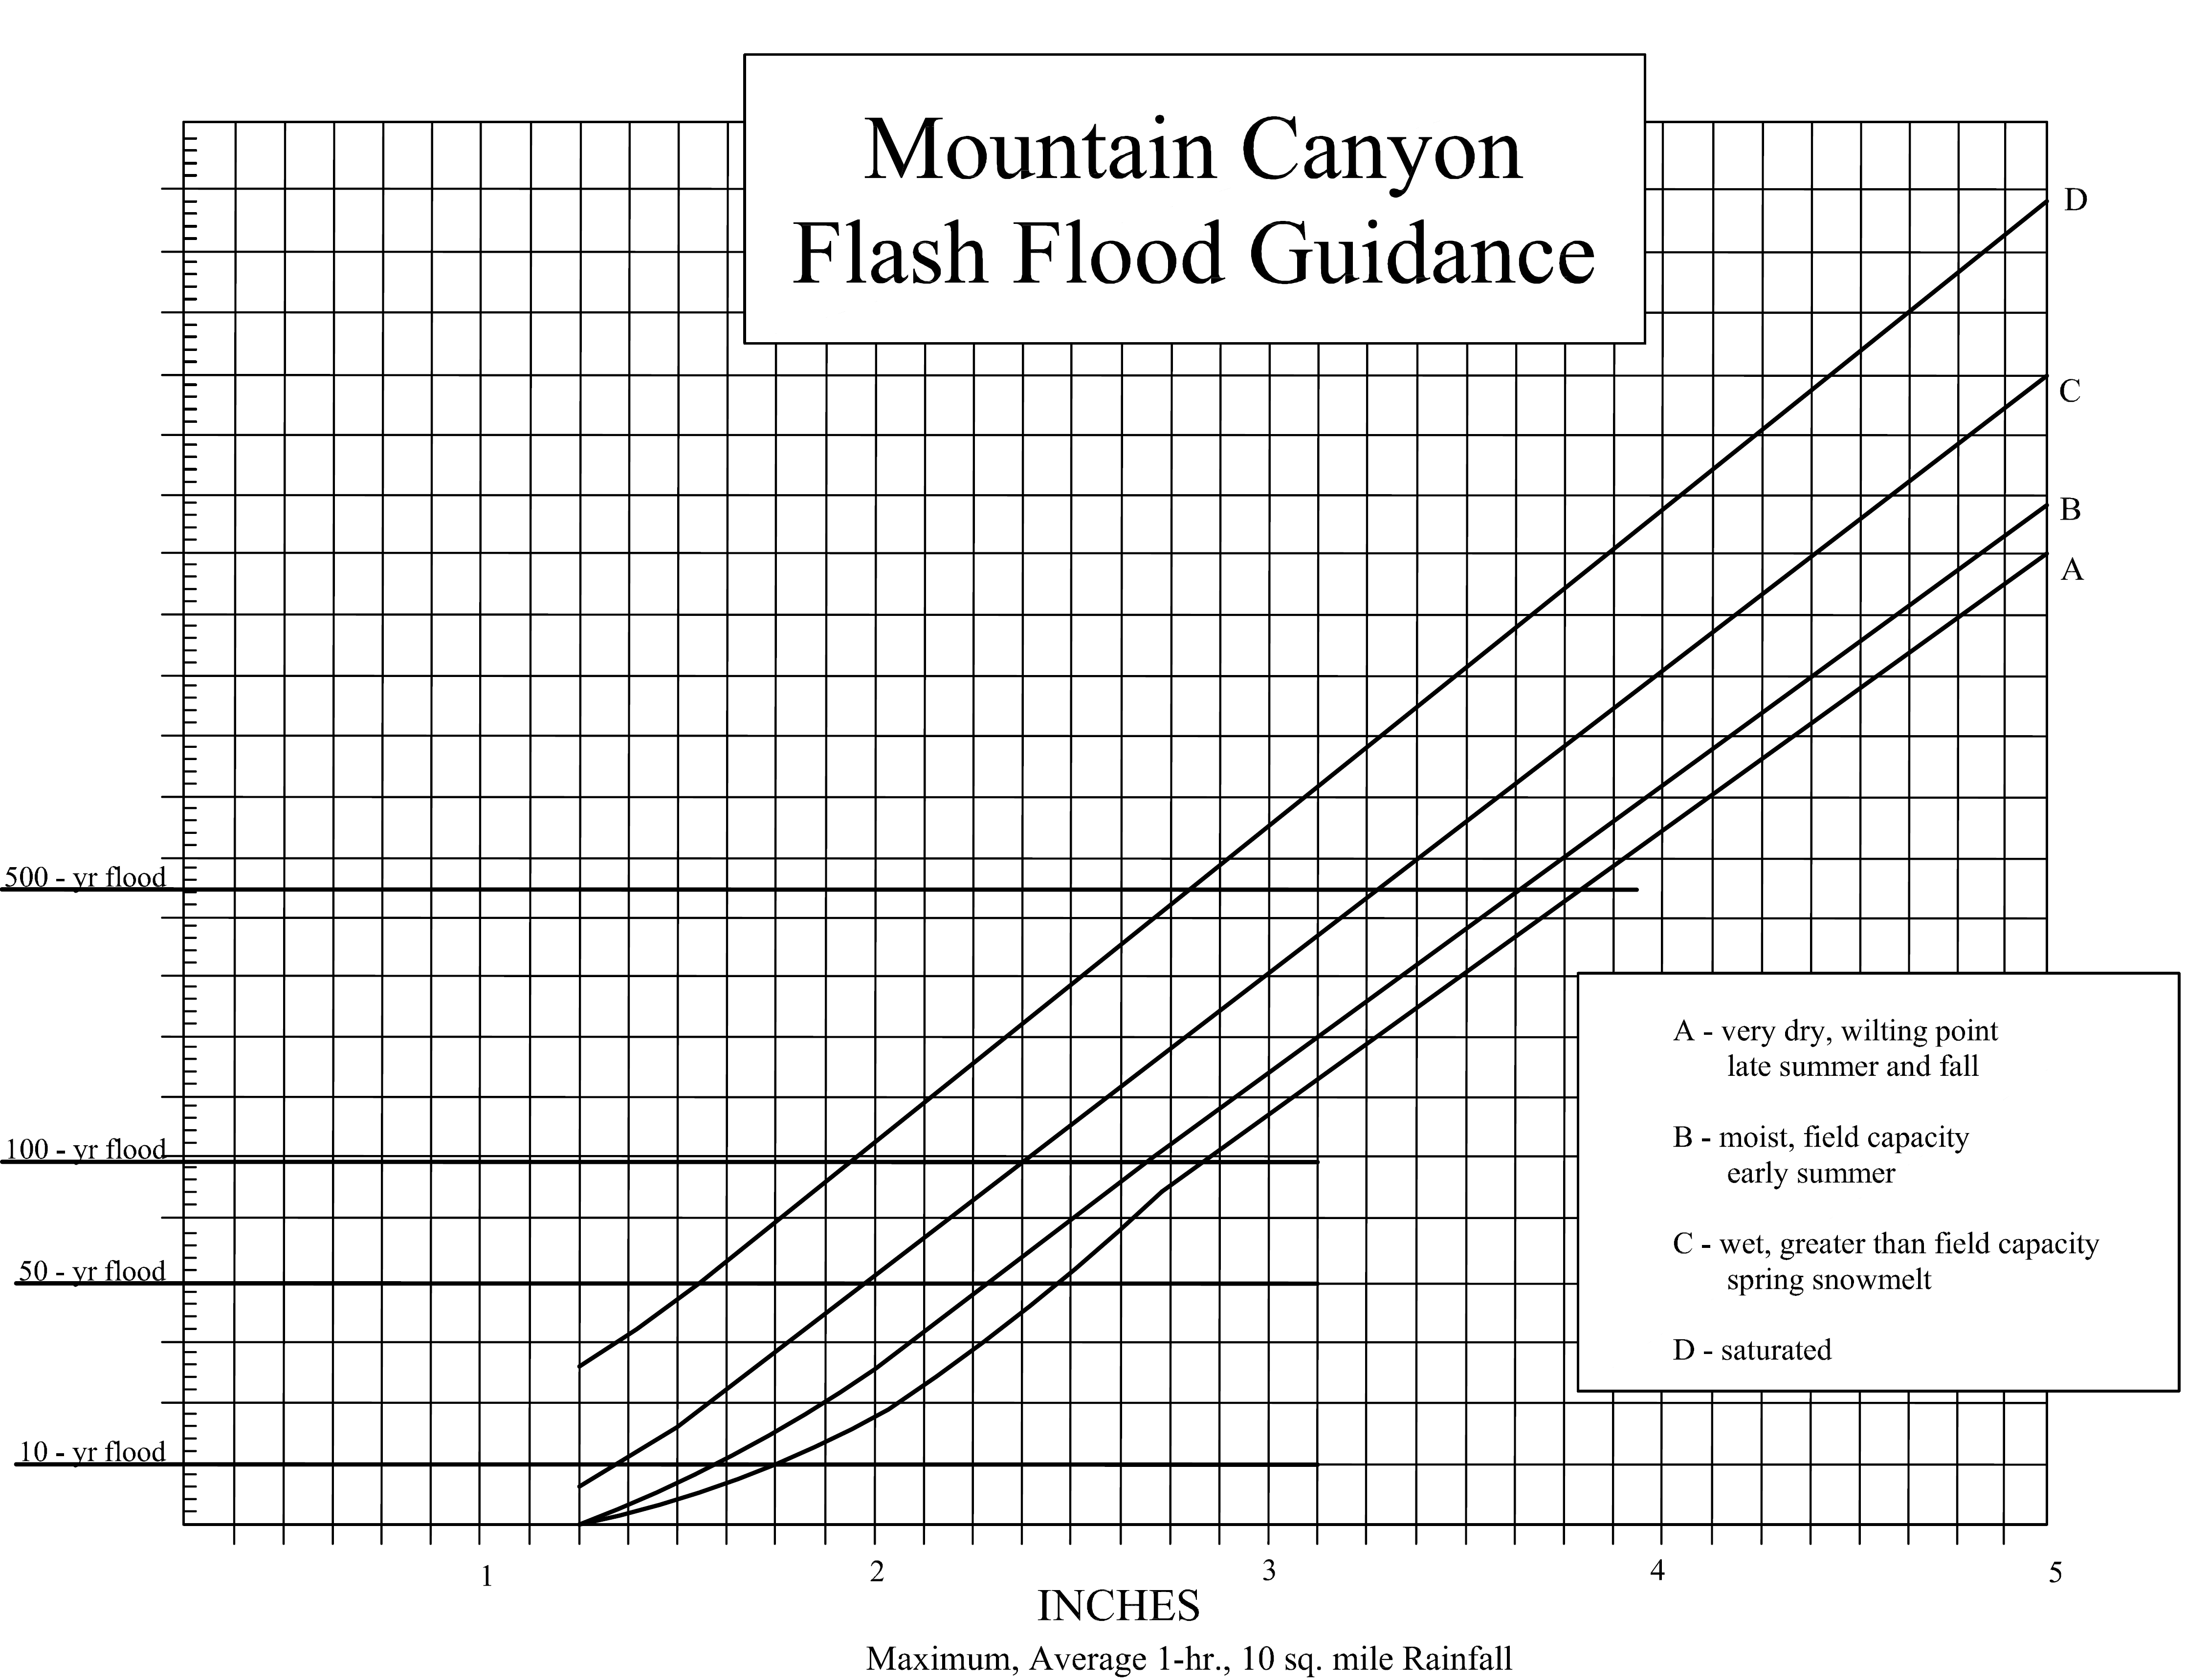 Mountain Canyon
Flash Flood Guidance
D
C
B
A
500 - yr flood
100 - yr flood
50 - yr flood
10 - yr flood
A - very dry, wilting point
late summer and fall
B - moist, field capacity
early summer
C - wet, greater than field capacity
spring snowmelt
D - saturated
1 2 3 4 5
INCHES
Maximum, Average 1-hr., 10 sq. mile Rainfall